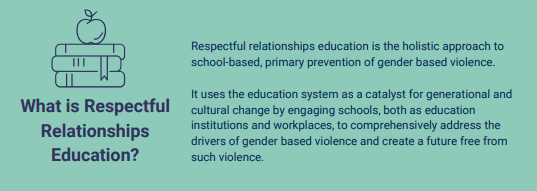 What is Respectful
Relationships
Education?
Respectful relationships education is the holistic approach to
school-based, primary prevention of gender based violence.
It uses the education system as a catalyst for generational and
cultural change by engaging schools, both as education
institutions and workplaces, to comprehensively address the
drivers of gender based violence and create a future free from
such violence.